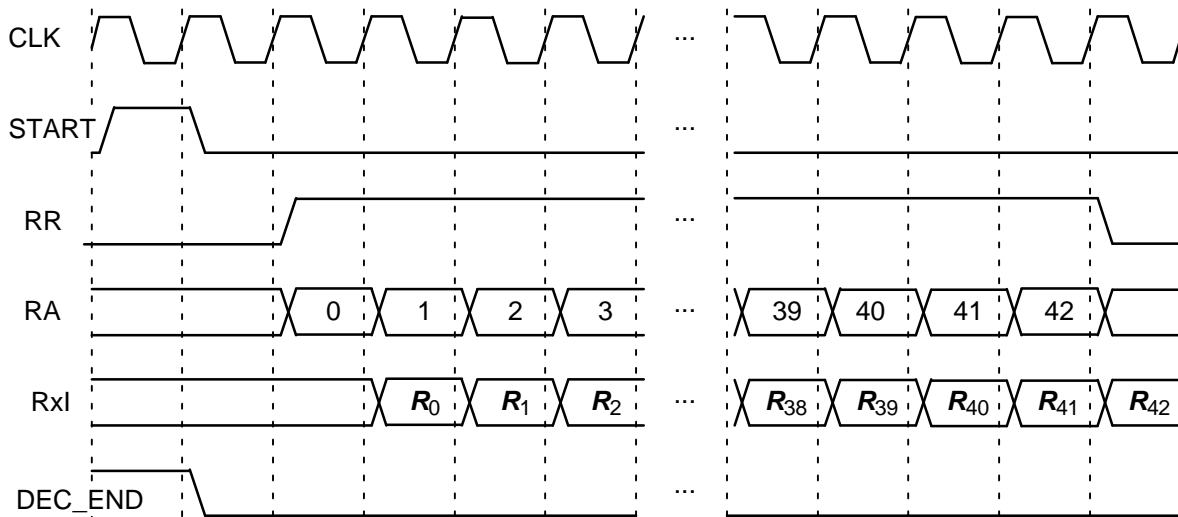 CLK ...
START ...
RR ...
RA 0 1 2 3 ... 39 40 41 42
RxI R0 R1 R2 ... R38 R39 R40 R41 R42
DEC_END ...